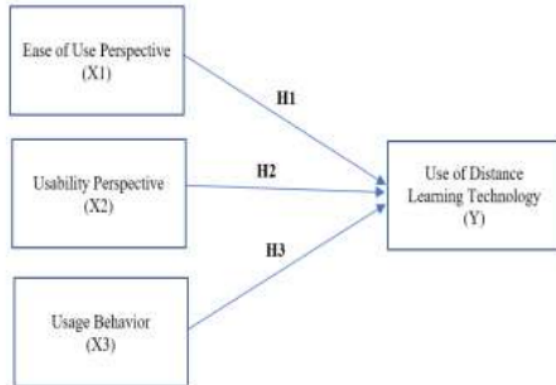 Ease of Use Perspective
(X1)
H1
Usability Perspective
(X2)
H2
Use of Distance
Learning Technology
(Y)
H3
Usage Behavior
(X3)